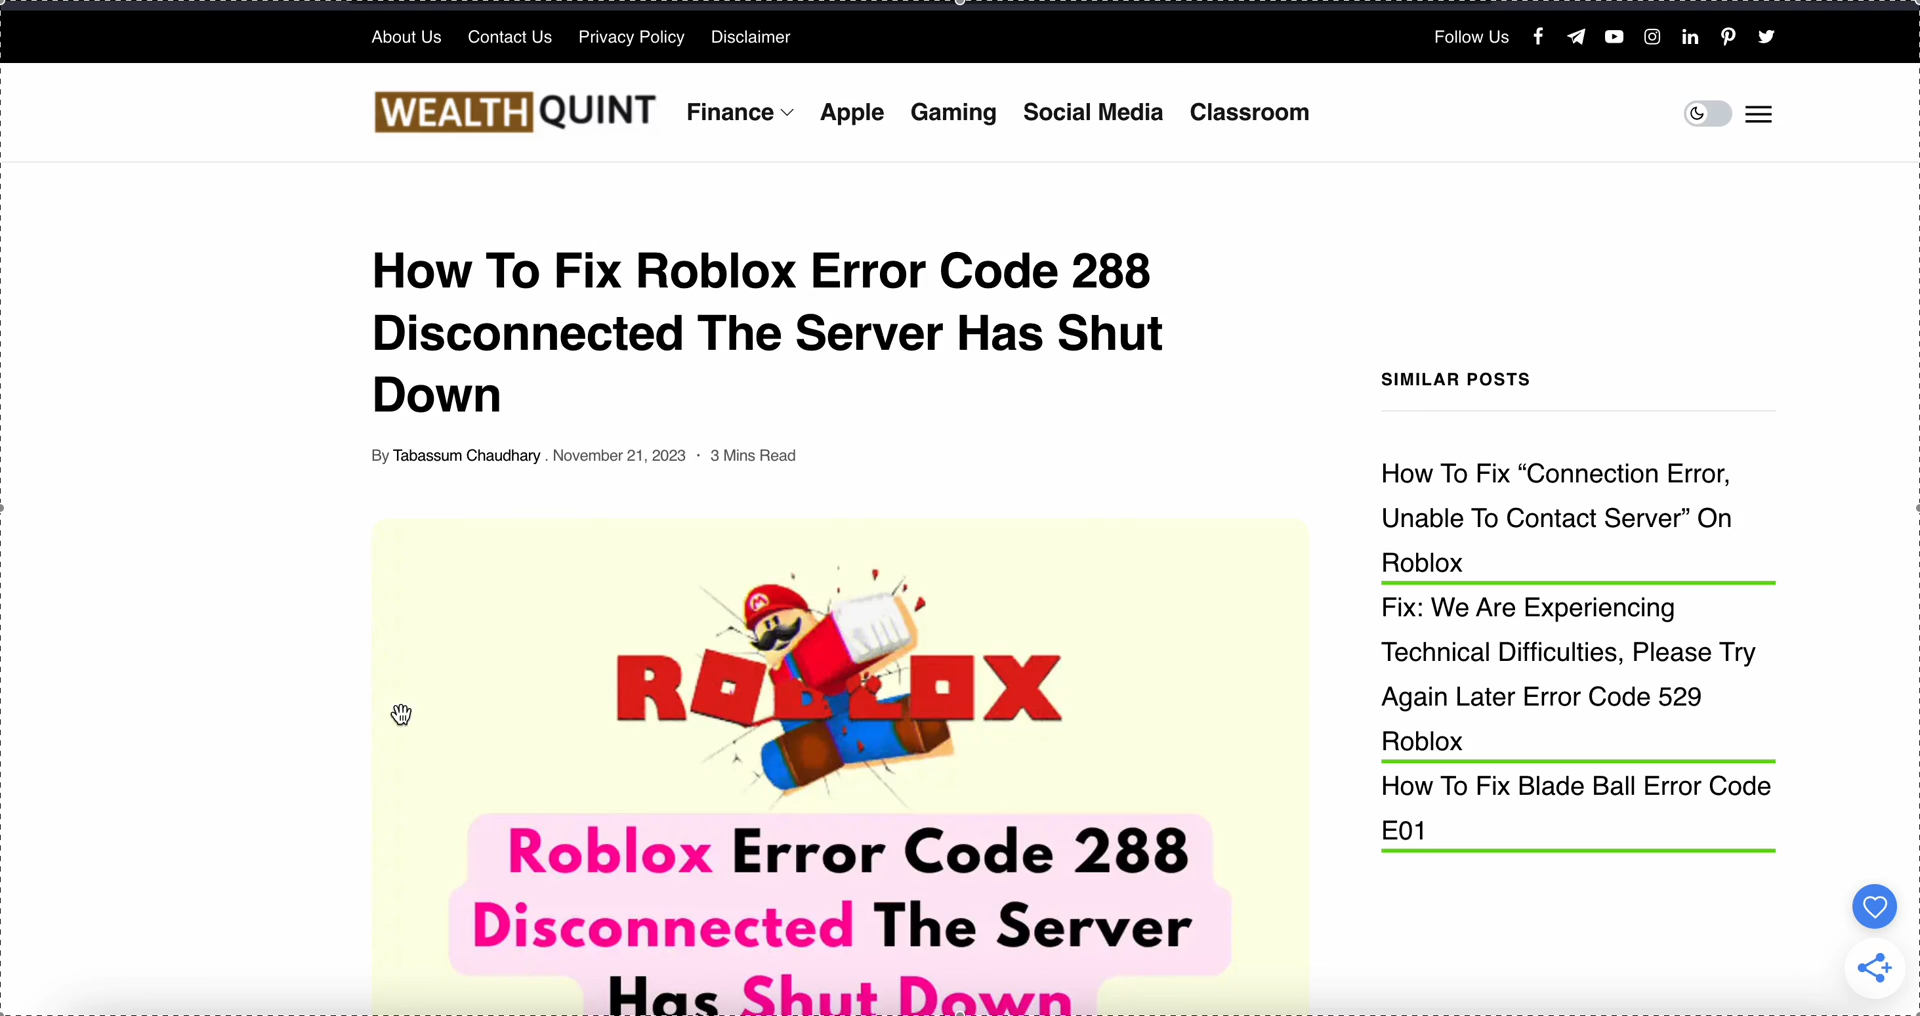 About Us Contact Us Privacy Policy Disclaimer Follow Us
WEALTH QUINT Finance Apple Gaming Social Media Classroom
How To Fix Roblox Error Code 288
Disconnected The Server Has Shut
Down
By Tabassum Chaudhary . November 21, 2023 · 3 Mins Read
ROBLOX
Roblox Error Code 288
Disconnected The Server
Has Shut Down
SIMILAR POSTS
How To Fix “Connection Error,
Unable To Contact Server” On
Roblox
Fix: We Are Experiencing
Technical Difficulties, Please Try
Again Later Error Code 529
Roblox
How To Fix Blade Ball Error Code
E01